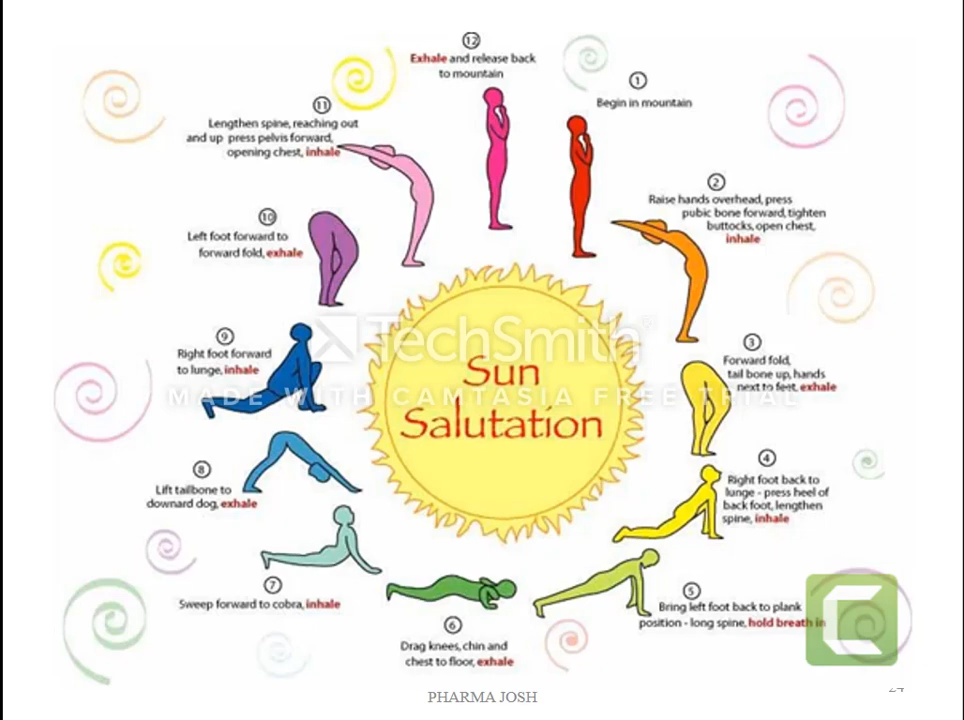 12
Exhale and release back
to mountain
1
Begin in mountain
11
Lengthen spine, reaching out
and up press pelvis forward,
opening chest, inhale
2
Raise hands overhead, press
pubic bone forward, tighten
buttocks, open chest,
inhale
10
Left foot forward to
forward fold, exhale
9
Right foot forward
to lunge, inhale
TechSmith
MADE WITH CAMTASIA FREE TRIAL
Sun
Salutation
3
Forward fold,
tail bone up, hands
next to feet, exhale
4
Right foot back to
lunge - press heel of
back foot, lengthen
spine, inhale
8
Lift tailbone to
downard dog, exhale
7
Sweep forward to cobra, inhale
5
Bring left foot back to plank
position - long spine, hold breath in
6
Drag knees, chin and
chest to floor, exhale
C
PHARMA JOSH
24